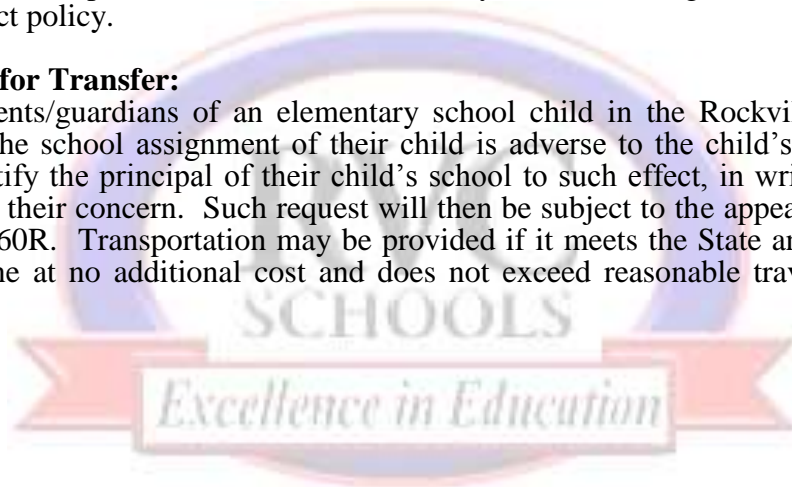 ct policy.
for Transfer:
ents/guardians of an elementary school child in the Rockvil
he school assignment of their child is adverse to the child's
tify the principal of their child's school to such effect, in wri
their concern. Such request will then be subject to the appea
60R. Transportation may be provided if it meets the State an
ne at no additional cost and does not exceed reasonable trav
RVC
SCHOOLS
Excellence in Education